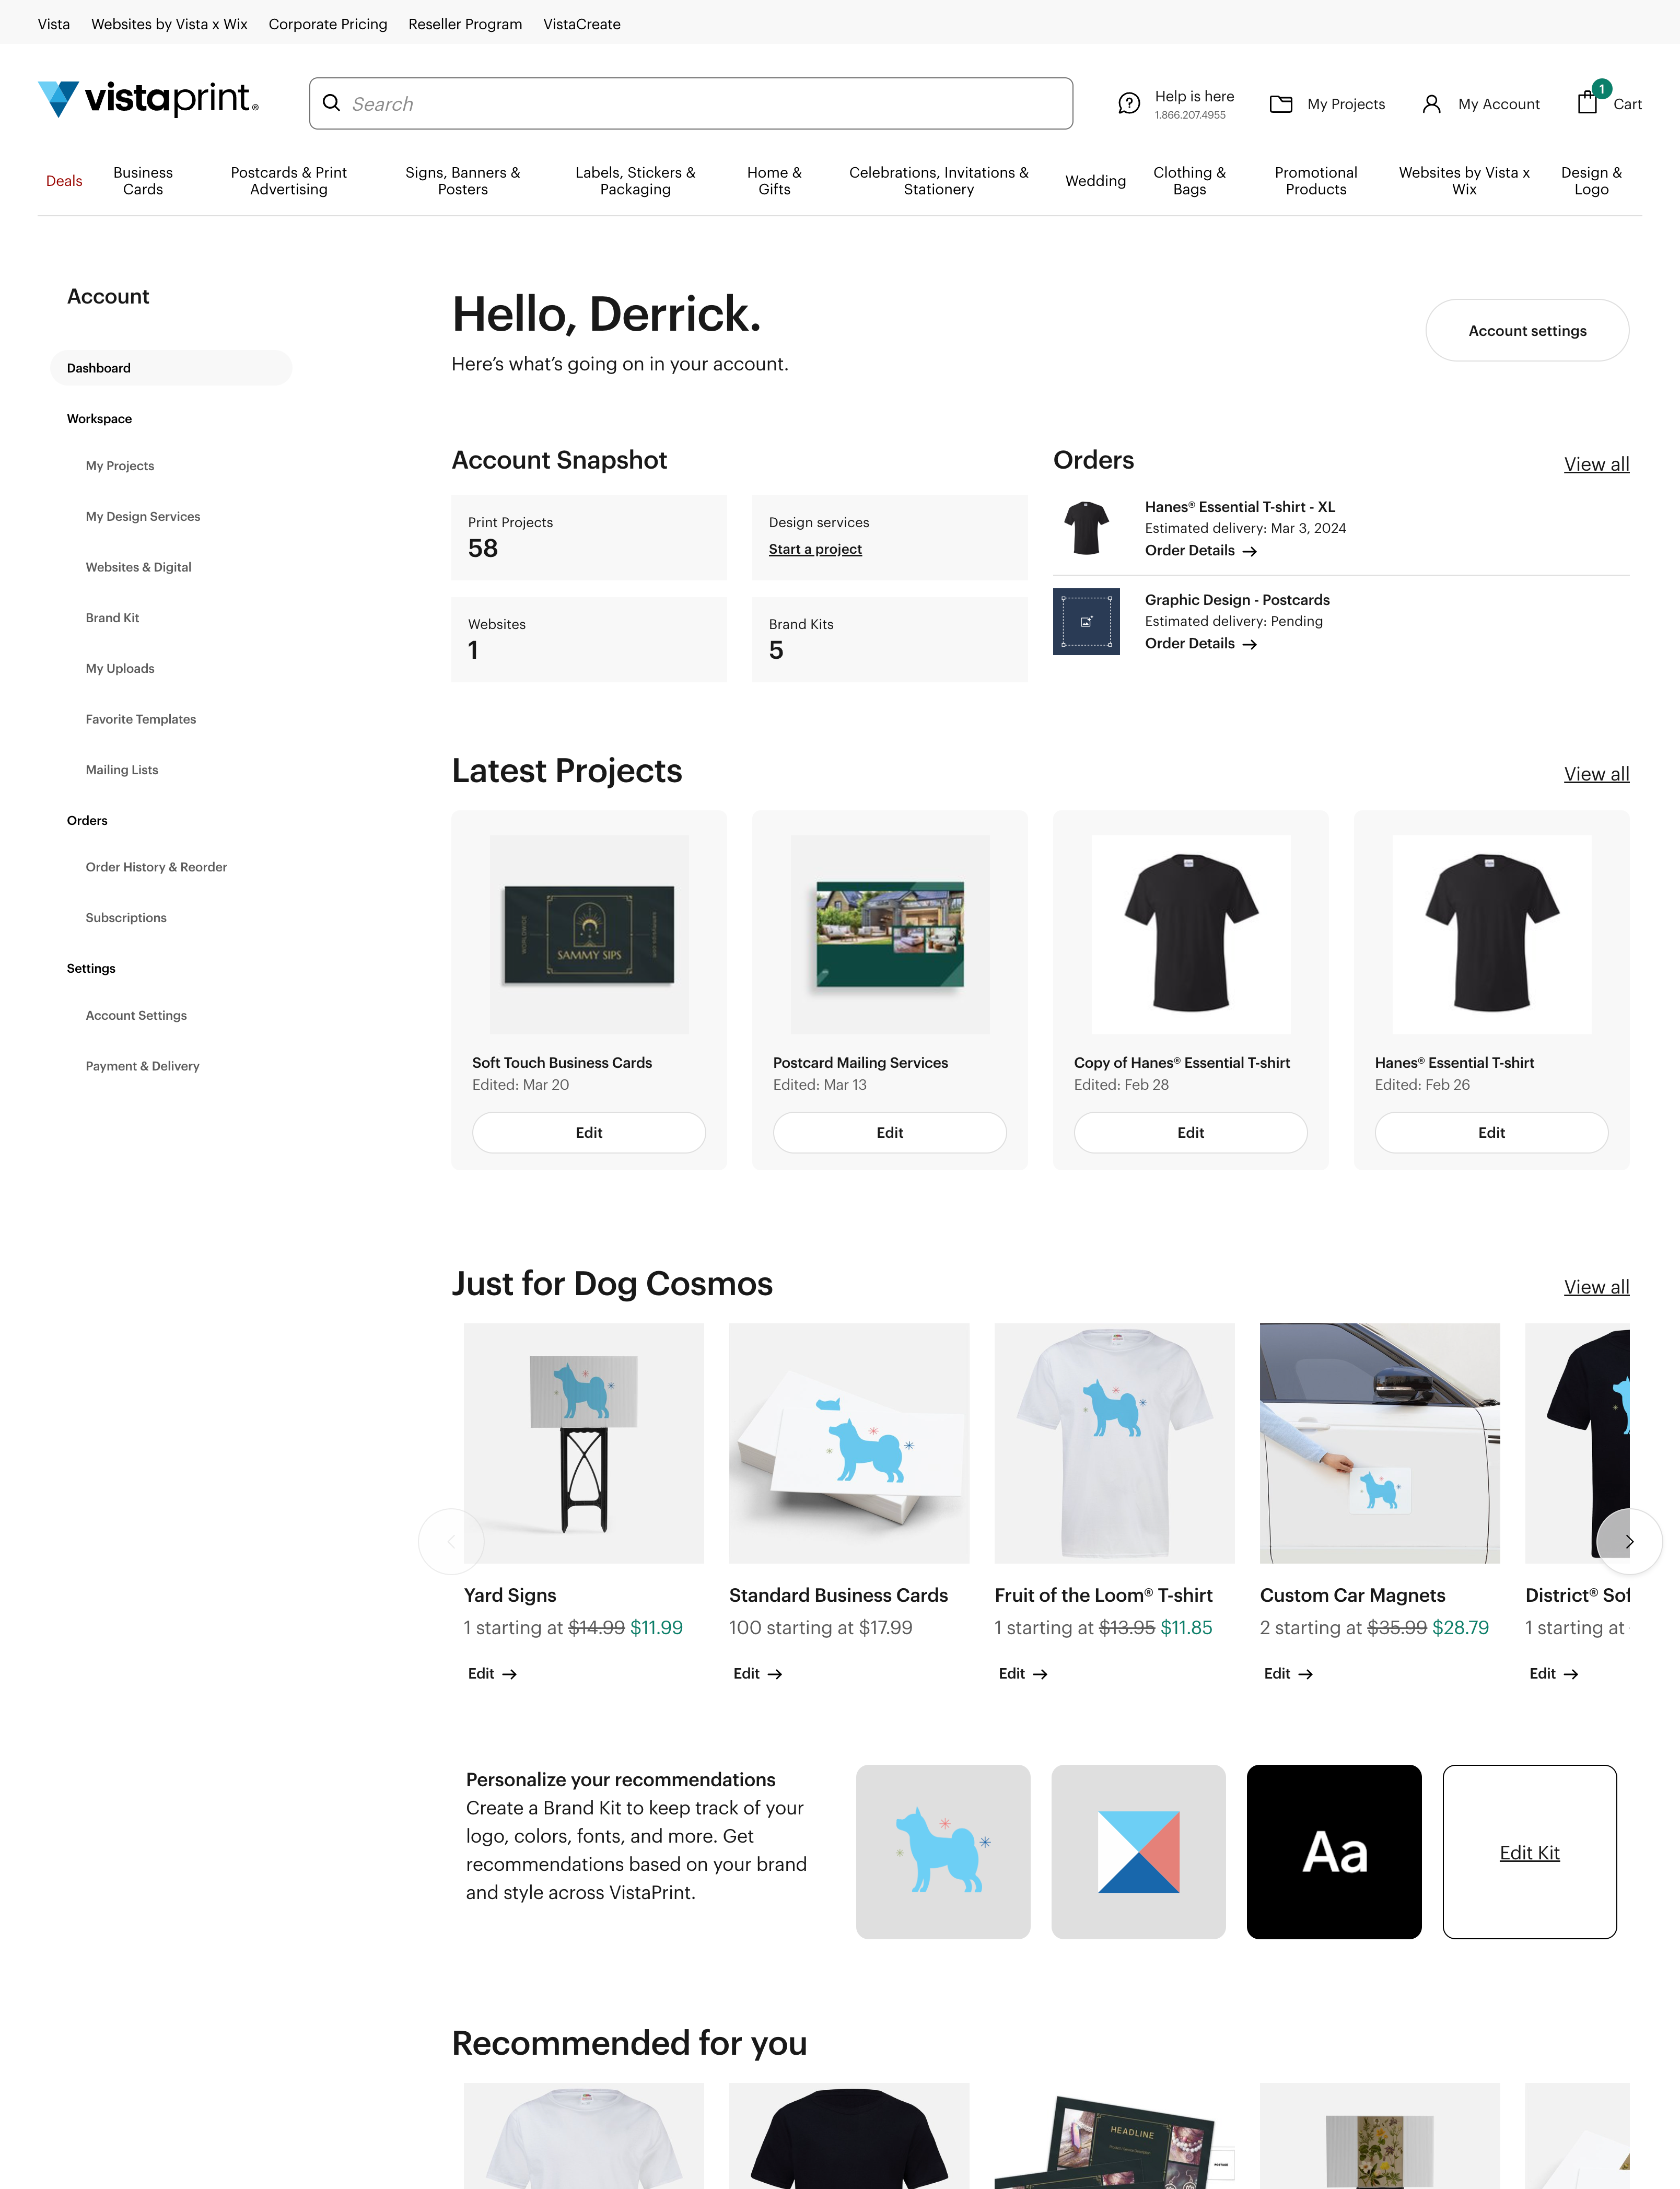 Vista Websites by Vista x Wix Corporate Pricing Reseller Program VistaCreate
vistaprint®
Search
Help is here
1.866.207.4955
My Projects
My Account
1
Cart
Deals
Business Cards
Postcards & Print Advertising
Signs, Banners & Posters
Labels, Stickers & Packaging
Home & Gifts
Celebrations, Invitations & Stationery
Wedding
Clothing & Bags
Promotional Products
Websites by Vista x Wix
Design & Logo
Account
Dashboard
Workspace
My Projects
My Design Services
Websites & Digital
Brand Kit
My Uploads
Favorite Templates
Mailing Lists
Orders
Order History & Reorder
Subscriptions
Settings
Account Settings
Payment & Delivery
Hello, Derrick.
Here’s what’s going on in your account.
Account settings
Account Snapshot
Print Projects
58
Design services
Start a project
Websites
1
Brand Kits
5
Orders
View all
Hanes® Essential T-shirt - XL
Estimated delivery: Mar 3, 2024
Order Details →
Graphic Design - Postcards
Estimated delivery: Pending
Order Details →
Latest Projects
View all
WORLDWIDE
SAMMY SIPS
Soft Touch Business Cards
Edited: Mar 20
Edit
Postcard Mailing Services
Edited: Mar 13
Edit
Copy of Hanes® Essential T-shirt
Edited: Feb 28
Edit
Hanes® Essential T-shirt
Edited: Feb 26
Edit
Just for Dog Cosmos
View all
Yard Signs
1 starting at $14.99 $11.99
Edit →
Standard Business Cards
100 starting at $17.99
Edit →
Fruit of the Loom® T-shirt
1 starting at $13.95 $11.85
Edit →
Custom Car Magnets
2 starting at $35.99 $28.79
Edit →
District® Sof
1 starting at
Edit →
Personalize your recommendations
Create a Brand Kit to keep track of your
logo, colors, fonts, and more. Get
recommendations based on your brand
and style across VistaPrint.
Aa
Edit Kit
Recommended for you
HEADLINE